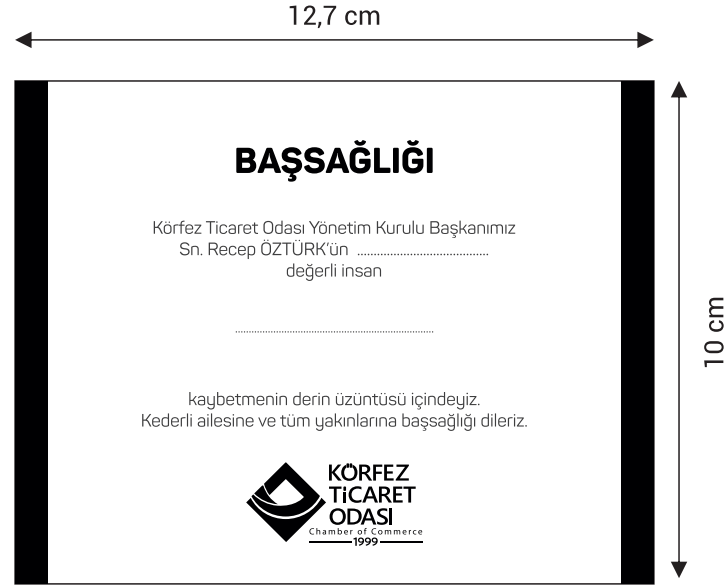 12,7 cm
BAŞSAĞLIĞI
Körfez Ticaret Odası Yönetim Kurulu Başkanımız
Sn. Recep ÖZTÜRK'ün ........................................
değerli insan
..................................................................
kaybetmenin derin üzüntüsü içindeyiz.
Kederli ailesine ve tüm yakınlarına başsağlığı dileriz.
KÖRFEZ
TiCARET
ODASI
Chamber of Commerce
1999
10 cm